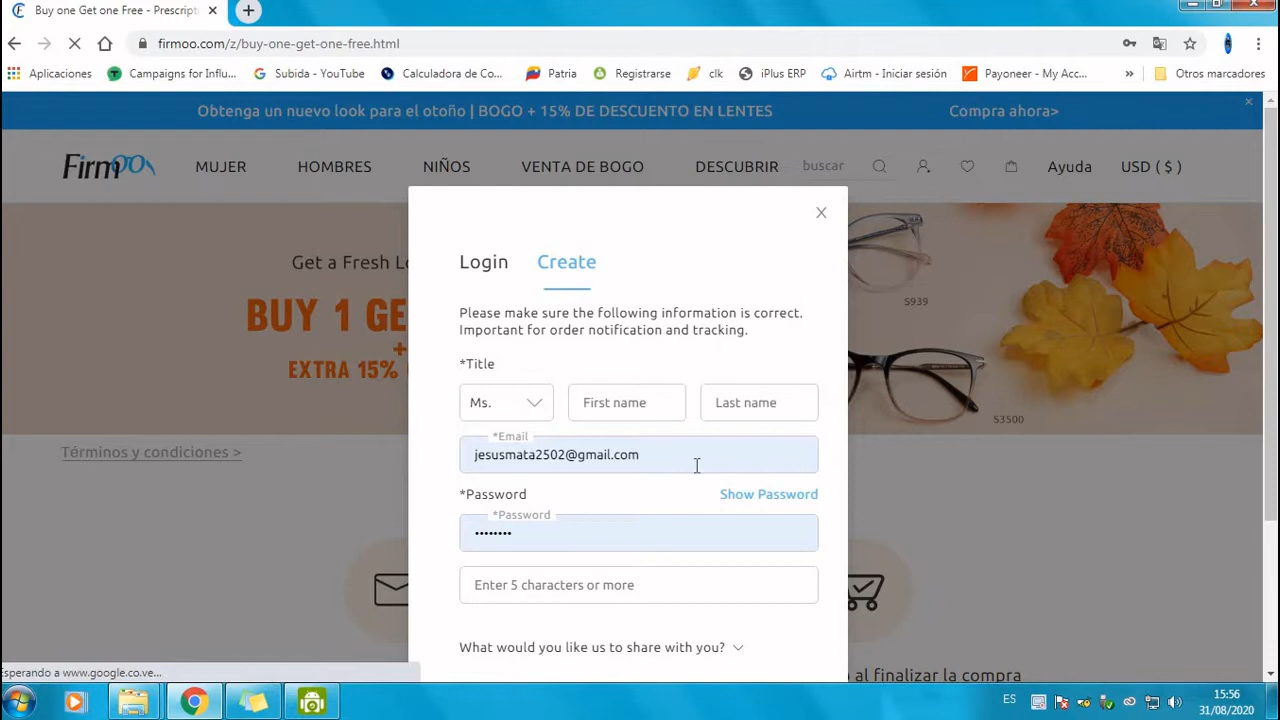 Buy one Get one Free - Prescript
firmoo.com/z/buy-one-get-one-free.html
Aplicaciones
Campaigns for Influ...
Subida - YouTube
Calculadora de Co...
Patria
Registrarse
clk
iPlus ERP
Airtm - Iniciar sesión
Payoneer - My Acc...
»
Otros marcadores
Obtenga un nuevo look para el otoño | BOGO + 15% DE DESCUENTO EN LENTES
Compra ahora>
Firmoo
MUJER
HOMBRES
NIÑOS
VENTA DE BOGO
DESCUBRIR
buscar
Ayuda
USD ( $ )
Get a Fresh Lo
BUY 1 GE
+
EXTRA 15%
S939
S3500
Términos y condiciones >
Login
Create
Please make sure the following information is correct.
Important for order notification and tracking.
*Title
Ms.
First name
Last name
*Email
jesusmata2502@gmail.com
*Password
Show Password
*Password
••••••••
Enter 5 characters or more
What would you like us to share with you?
al finalizar la compra
Esperando a www.google.co.ve...
ES
15:56
31/08/2020